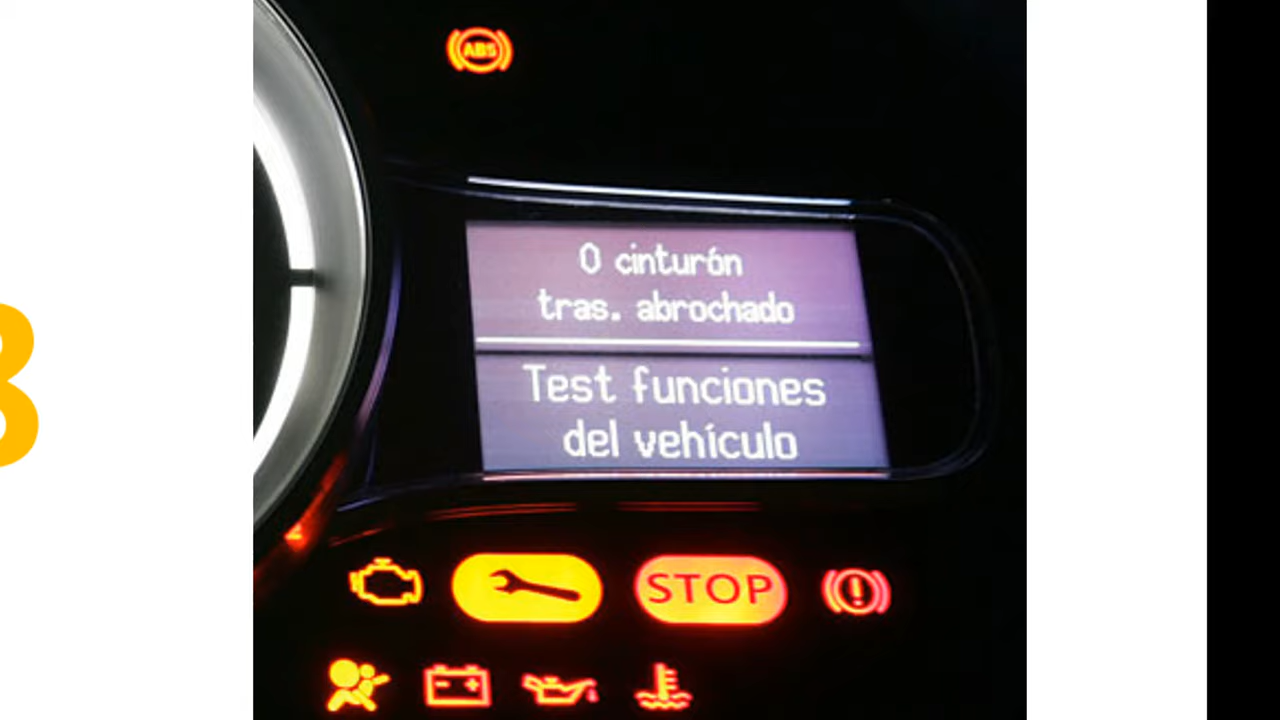 ABS
0 cinturón
tras. abrochado
Test funciones
del vehículo
STOP